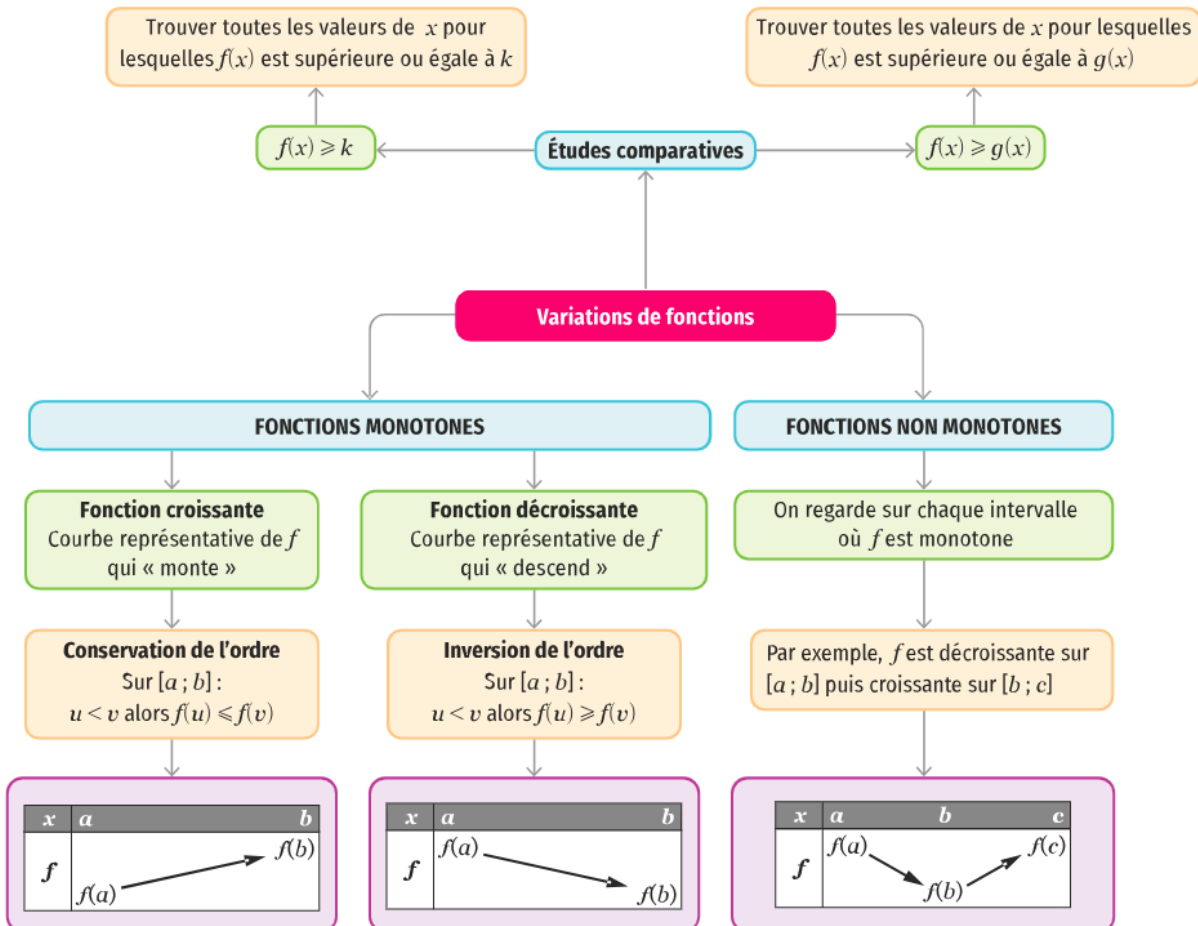 Trouver toutes les valeurs de x pour
lesquelles f(x) est supérieure ou égale à k
Trouver toutes les valeurs de x pour lesquelles
f(x) est supérieure ou égale à g(x)
f(x) ⩾ k
Études comparatives
f(x) ⩾ g(x)
Variations de fonctions
FONCTIONS MONOTONES
FONCTIONS NON MONOTONES
Fonction croissante
Courbe représentative de f
qui « monte »
Fonction décroissante
Courbe représentative de f
qui « descend »
On regarde sur chaque intervalle
où f est monotone
Conservation de l'ordre
Sur [a ; b] :
u < v alors f(u) ⩽ f(v)
Inversion de l'ordre
Sur [a ; b] :
u < v alors f(u) ⩾ f(v)
Par exemple, f est décroissante sur
[a ; b] puis croissante sur [b ; c]
x a b
f(b)
f
f(a)
x a b
f(a)
f
f(b)
x a b c
f(a) f(c)
f
f(b)